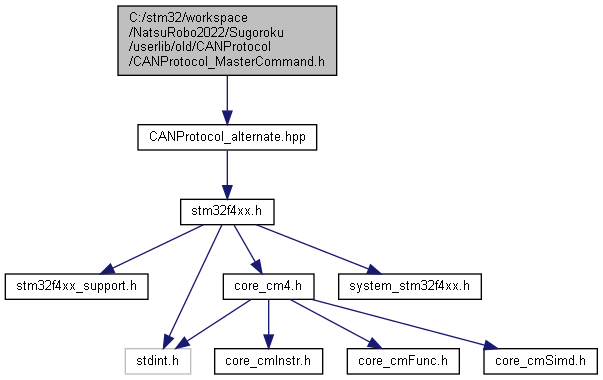 C:/stm32/workspace
/NatsuRobo2022/Sugoroku
/userlib/old/CANProtocol
/CANProtocol_MasterCommand.h
CANProtocol_alternate.hpp
stm32f4xx.h
stm32f4xx_support.h
core_cm4.h
system_stm32f4xx.h
stdint.h
core_cmInstr.h
core_cmFunc.h
core_cmSimd.h